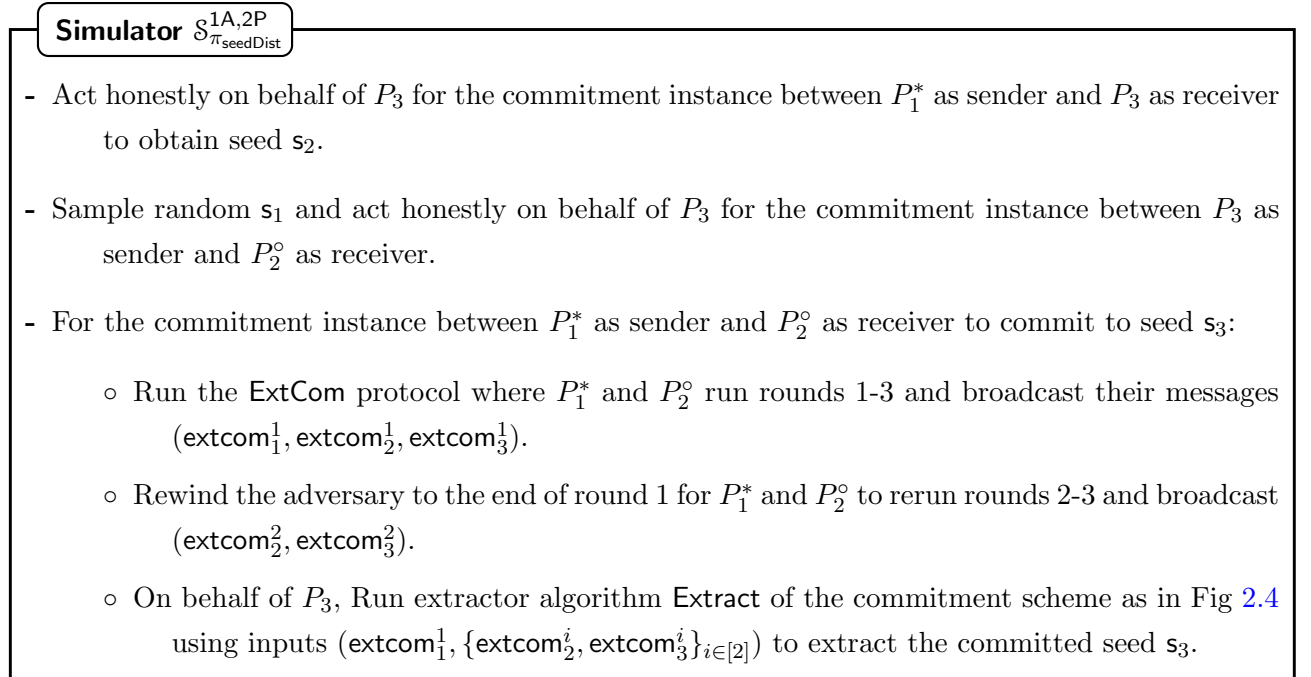 Simulator 𝒮^{1A,2P}_{π_{seedDist}}
- Act honestly on behalf of P_3 for the commitment instance between P_1^* as sender and P_3 as receiver
to obtain seed s_2.
- Sample random s_1 and act honestly on behalf of P_3 for the commitment instance between P_3 as
sender and P_2^∘ as receiver.
- For the commitment instance between P_1^* as sender and P_2^∘ as receiver to commit to seed s_3:
∘ Run the ExtCom protocol where P_1^* and P_2^∘ run rounds 1-3 and broadcast their messages
(extcom_1^1, extcom_2^1, extcom_3^1).
∘ Rewind the adversary to the end of round 1 for P_1^* and P_2^∘ to rerun rounds 2-3 and broadcast
(extcom_2^2, extcom_3^2).
∘ On behalf of P_3, Run extractor algorithm Extract of the commitment scheme as in Fig 2.4
using inputs (extcom_1^1, {extcom_2^i, extcom_3^i}_{i∈[2]}) to extract the committed seed s_3.